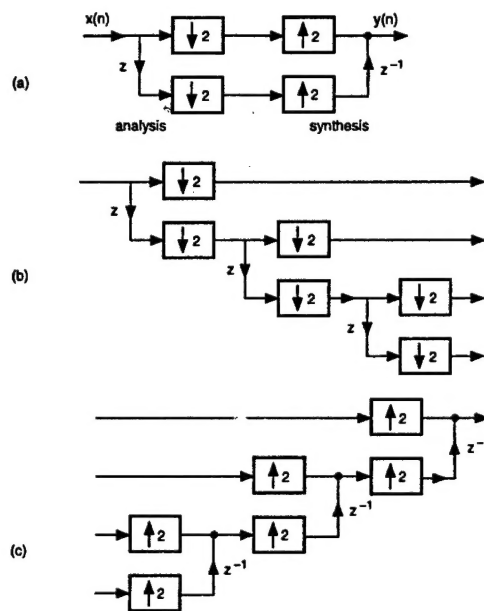 x(n) ↓2 ↑2 y(n)
z z⁻¹
(a)
↓2 ↑2
analysis synthesis
↓2
z
↓2 ↓2
(b)
z
↓2 ↓2
z
↓2
↑2
z⁻
↑2 ↑2
z⁻¹
↑2 ↑2
(c)
z⁻¹
↑2